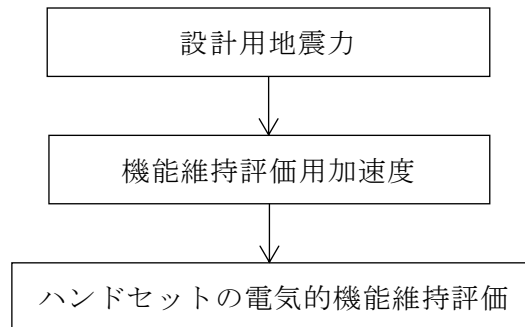 設計用地震力
機能維持評価用加速度
ハンドセットの電気的機能維持評価